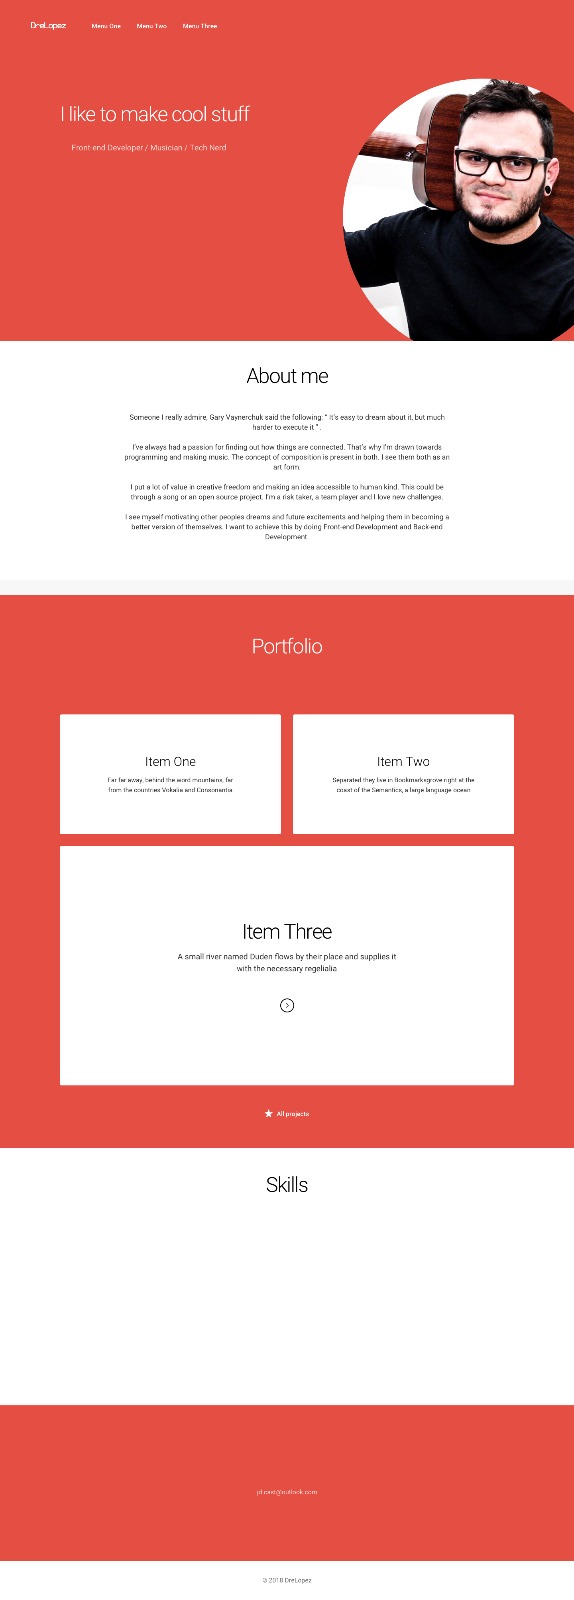 DreLopez
Menu One
Menu Two
Menu Three
I like to make cool stuff
Front-end Developer / Musician / Tech Nerd
About me
Someone I really admire, Gary Vaynerchuk said the following: " It's easy to dream about it, but much
harder to execute it " .
I've always had a passion for finding out how things are connected. That's why I'm drawn towards
programming and making music. The concept of composition is present in both. I see them both as an
art form.
I put a lot of value in creative freedom and making an idea accessible to human kind. This could be
through a song or an open source project. I'm a risk taker, a team player and I love new challenges.
I see myself motivating other peoples dreams and future excitements and helping them in becoming a
better version of themselves. I want to achieve this by doing Front-end Development and Back-end
Development.
Portfolio
Item One
Far far away, behind the word mountains, far
from the countries Vokalia and Consonantia
Item Two
Separated they live in Bookmarksgrove right at the
coast of the Semantics, a large language ocean
Item Three
A small river named Duden flows by their place and supplies it
with the necessary regelialia
All projects
Skills
jd.cast@outlook.com
© 2018 DreLopez